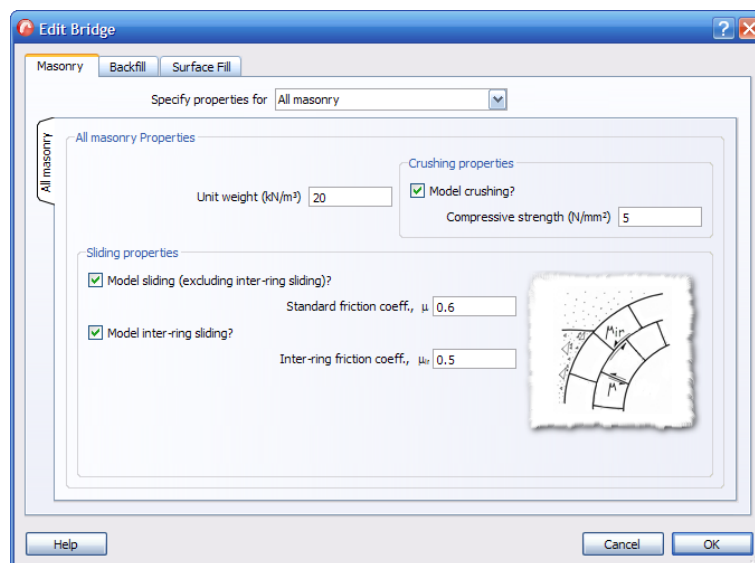 Edit Bridge
Masonry Backfill Surface Fill
Specify properties for All masonry
All masonry
All masonry Properties
Crushing properties
Unit weight (kN/m³) 20
Model crushing?
Compressive strength (N/mm²) 5
Sliding properties
Model sliding (excluding inter-ring sliding)?
Standard friction coeff., μ 0.6
Model inter-ring sliding?
Inter-ring friction coeff., μᵢᵣ 0.5
μir
μ
Help Cancel OK